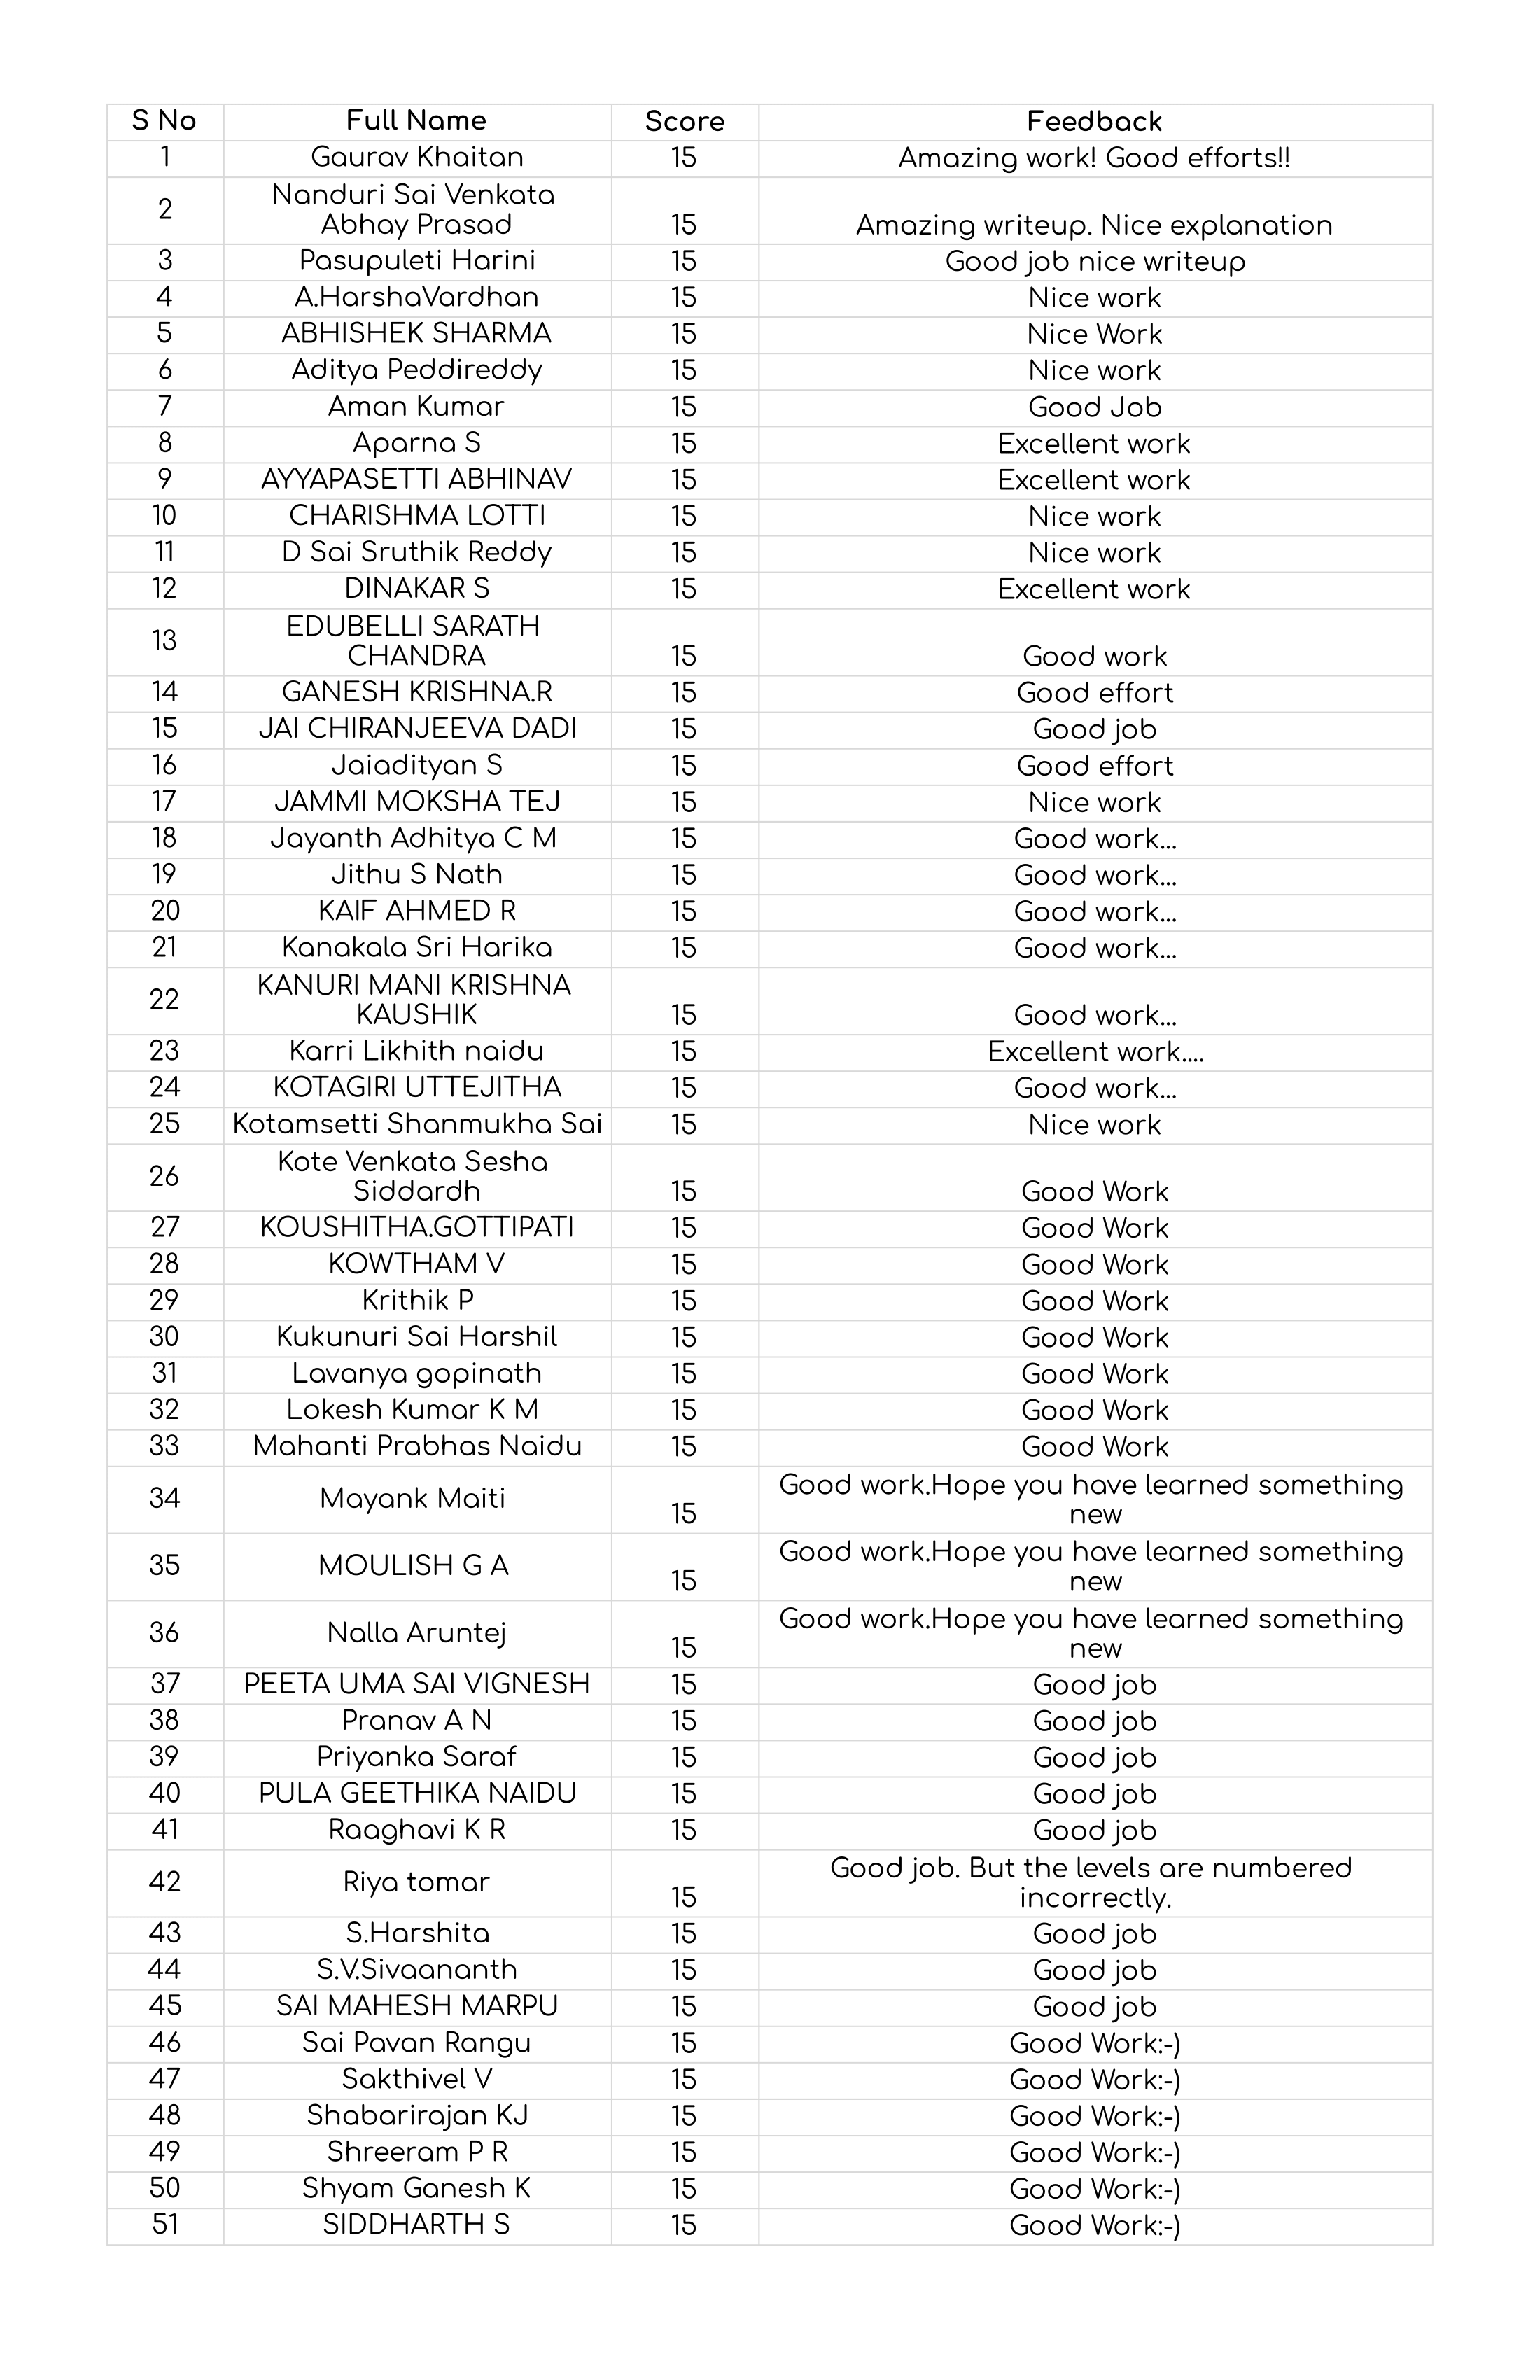 S No Full Name Score Feedback
1 Gaurav Khaitan 15 Amazing work! Good efforts!!
2 Nanduri Sai Venkata
Abhay Prasad 15 Amazing writeup. Nice explanation
3 Pasupuleti Harini 15 Good job nice writeup
4 A.HarshaVardhan 15 Nice work
5 ABHISHEK SHARMA 15 Nice Work
6 Aditya Peddireddy 15 Nice work
7 Aman Kumar 15 Good Job
8 Aparna S 15 Excellent work
9 AYYAPASETTI ABHINAV 15 Excellent work
10 CHARISHMA LOTTI 15 Nice work
11 D Sai Sruthik Reddy 15 Nice work
12 DINAKAR S 15 Excellent work
13 EDUBELLI SARATH
CHANDRA 15 Good work
14 GANESH KRISHNA.R 15 Good effort
15 JAI CHIRANJEEVA DADI 15 Good job
16 Jaiadityan S 15 Good effort
17 JAMMI MOKSHA TEJ 15 Nice work
18 Jayanth Adhitya C M 15 Good work...
19 Jithu S Nath 15 Good work...
20 KAIF AHMED R 15 Good work...
21 Kanakala Sri Harika 15 Good work...
22 KANURI MANI KRISHNA
KAUSHIK 15 Good work...
23 Karri Likhith naidu 15 Excellent work....
24 KOTAGIRI UTTEJITHA 15 Good work...
25 Kotamsetti Shanmukha Sai 15 Nice work
26 Kote Venkata Sesha
Siddardh 15 Good Work
27 KOUSHITHA.GOTTIPATI 15 Good Work
28 KOWTHAM V 15 Good Work
29 Krithik P 15 Good Work
30 Kukunuri Sai Harshil 15 Good Work
31 Lavanya gopinath 15 Good Work
32 Lokesh Kumar K M 15 Good Work
33 Mahanti Prabhas Naidu 15 Good Work
34 Mayank Maiti 15 Good work.Hope you have learned something
new
35 MOULISH G A 15 Good work.Hope you have learned something
new
36 Nalla Aruntej 15 Good work.Hope you have learned something
new
37 PEETA UMA SAI VIGNESH 15 Good job
38 Pranav A N 15 Good job
39 Priyanka Saraf 15 Good job
40 PULA GEETHIKA NAIDU 15 Good job
41 Raaghavi K R 15 Good job
42 Riya tomar 15 Good job. But the levels are numbered
incorrectly.
43 S.Harshita 15 Good job
44 S.V.Sivaananth 15 Good job
45 SAI MAHESH MARPU 15 Good job
46 Sai Pavan Rangu 15 Good Work:-)
47 Sakthivel V 15 Good Work:-)
48 Shabarirajan KJ 15 Good Work:-)
49 Shreeram P R 15 Good Work:-)
50 Shyam Ganesh K 15 Good Work:-)
51 SIDDHARTH S 15 Good Work:-)